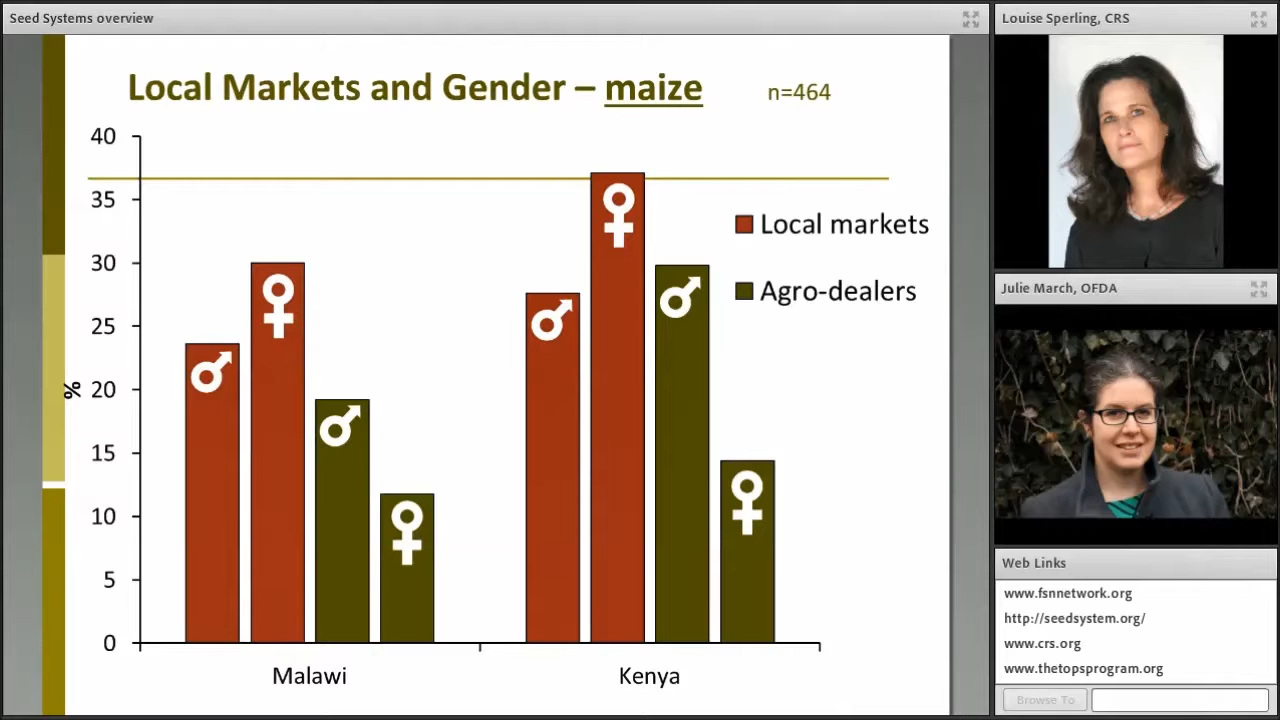 Seed Systems overview
Local Markets and Gender – maize n=464
40
35
30
25
20
15
10
5
0
%
Local markets
Agro-dealers
Malawi
Kenya
Louise Sperling, CRS
Julie March, OFDA
Web Links
www.fsnnetwork.org
http://seedsystem.org/
www.crs.org
www.thetopsprogram.org
Browse To